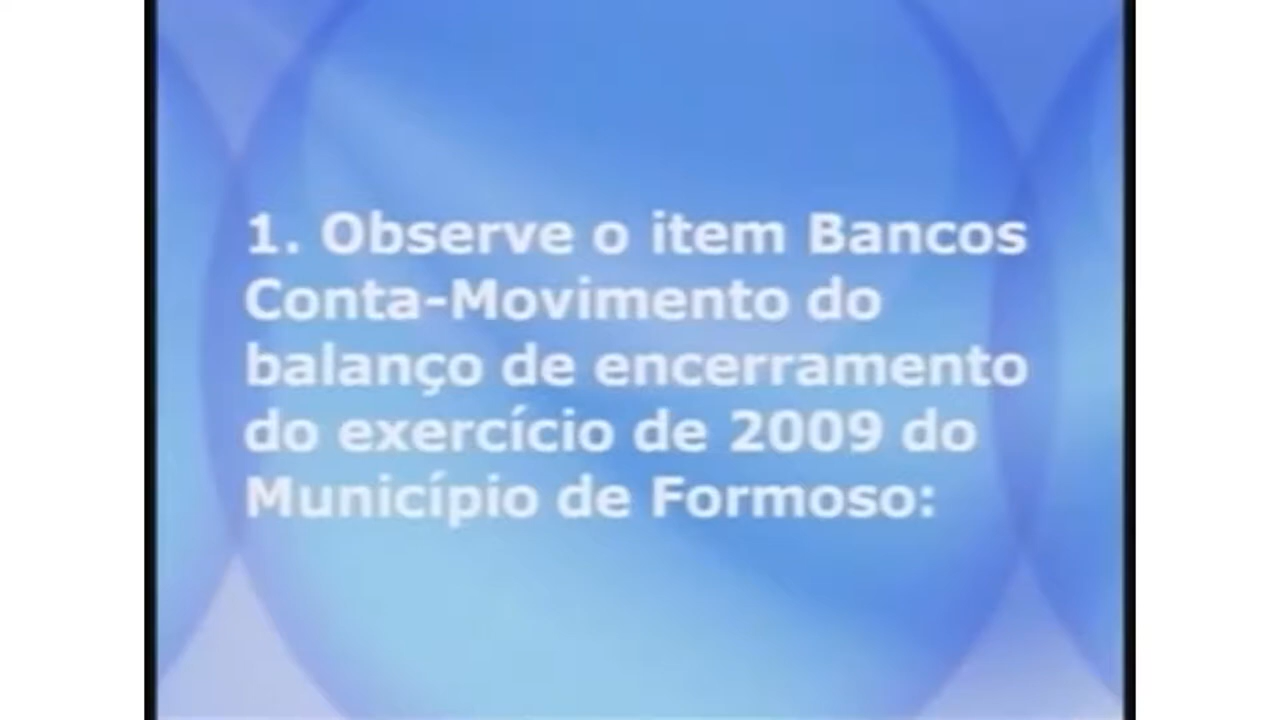 1. Observe o item Bancos
Conta-Movimento do
balanço de encerramento
do exercício de 2009 do
Município de Formoso: